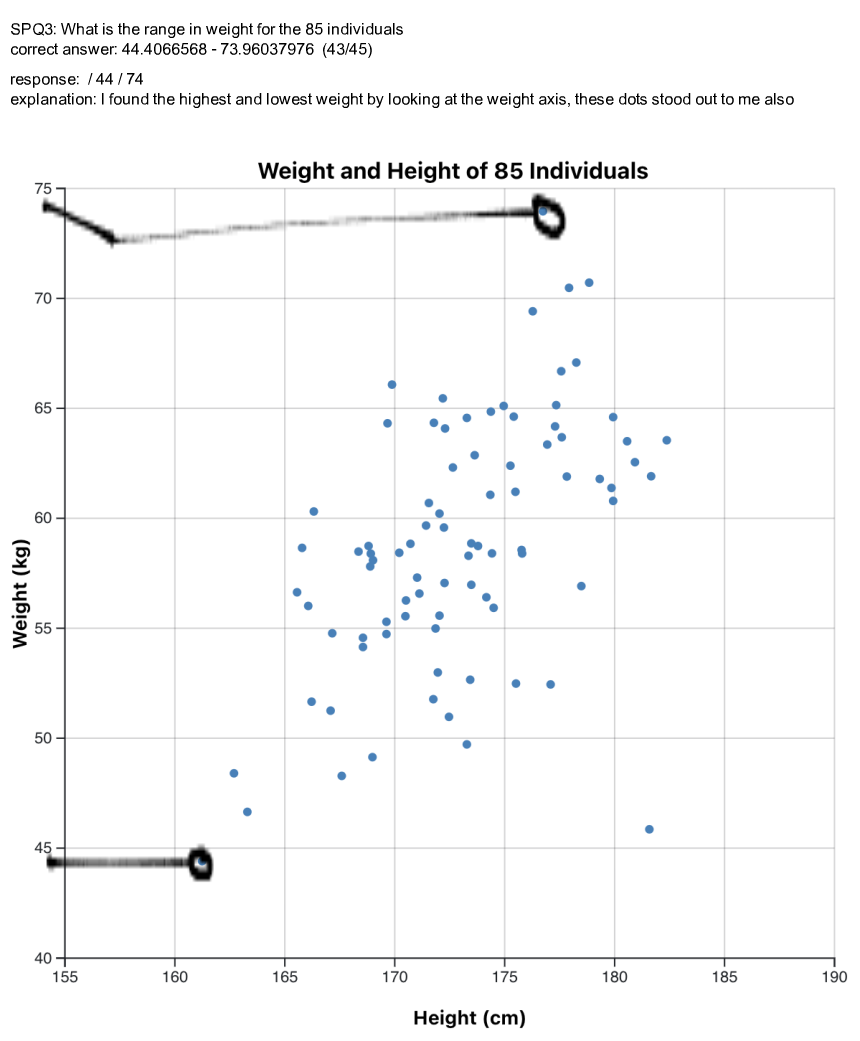 SPQ3: What is the range in weight for the 85 individuals
correct answer: 44.4066568 - 73.96037976  (43/45)
response:  / 44 / 74
explanation: I found the highest and lowest weight by looking at the weight axis, these dots stood out to me also
Weight and Height of 85 Individuals
75
70
65
60
55
50
45
40
Weight (kg)
155 160 165 170 175 180 185 190
Height (cm)